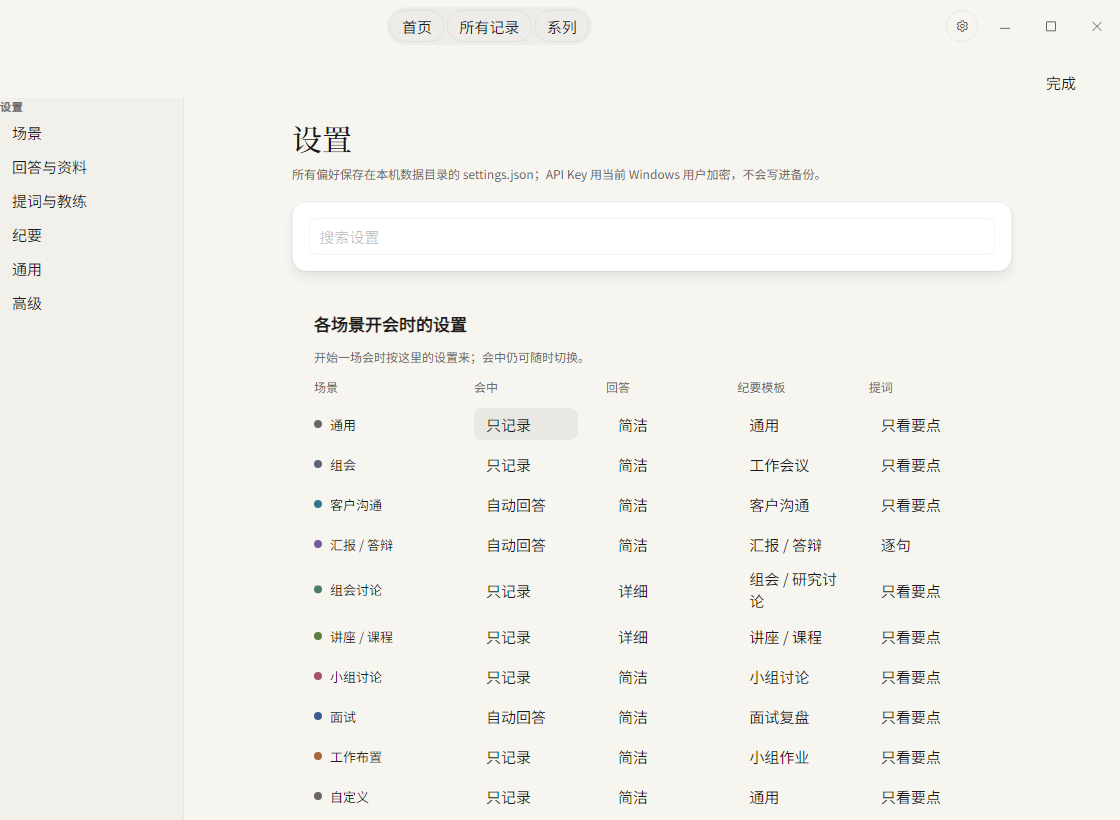 首页 所有记录 系列
完成
设置
场景
回答与资料
提词与教练
纪要
通用
高级
设置
所有偏好保存在本机数据目录的 settings.json；API Key 用当前 Windows 用户加密，不会写进备份。
搜索设置
各场景开会时的设置
开始一场会时按这里的设置来；会中仍可随时切换。
场景 会中 回答 纪要模板 提词
通用 只记录 简洁 通用 只看要点
组会 只记录 简洁 工作会议 只看要点
客户沟通 自动回答 简洁 客户沟通 只看要点
汇报 / 答辩 自动回答 简洁 汇报 / 答辩 逐句
组会讨论 只记录 详细 组会 / 研究讨论 只看要点
讲座 / 课程 只记录 详细 讲座 / 课程 只看要点
小组讨论 只记录 简洁 小组讨论 只看要点
面试 自动回答 简洁 面试复盘 只看要点
工作布置 只记录 简洁 小组作业 只看要点
自定义 只记录 简洁 通用 只看要点